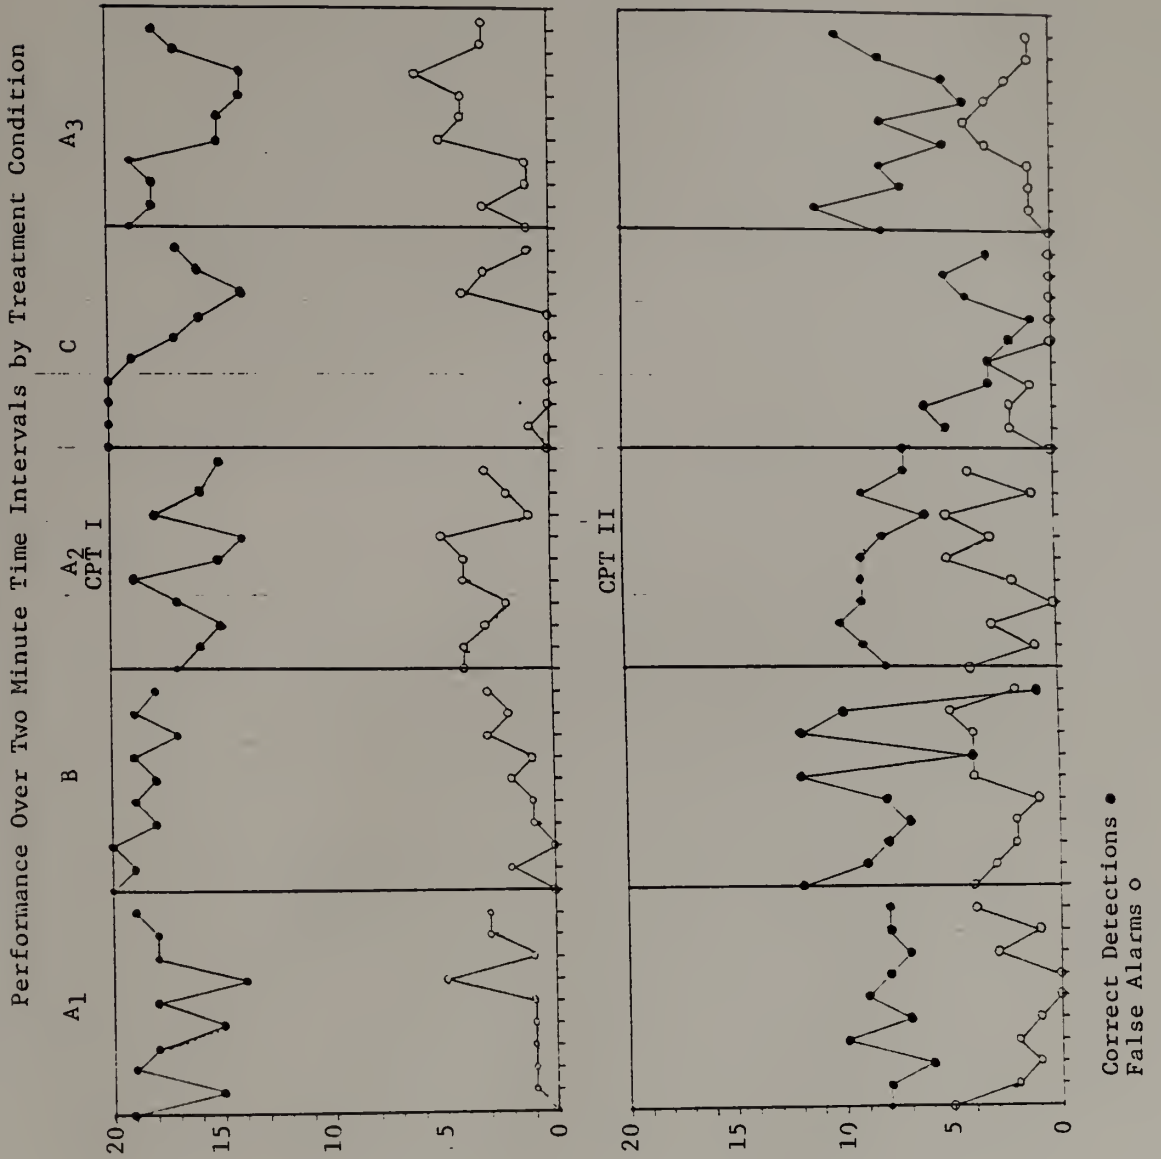 Performance Over Two Minute Time Intervals by Treatment Condition
A1
B
A2
C
A3
CPT I
20
15
10
5
0
CPT II
20
15
10
5
0
Correct Detections ●
False Alarms o